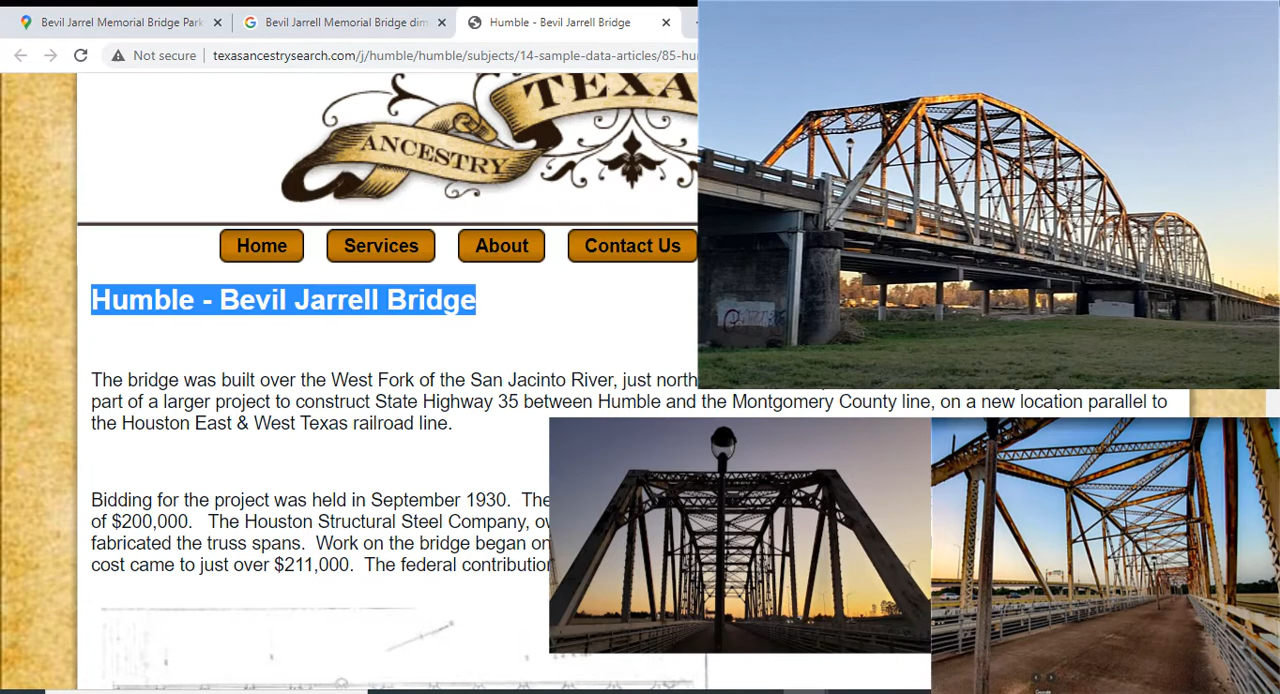 Bevil Jarrel Memorial Bridge Park
Bevil Jarrell Memorial Bridge dim
Humble - Bevil Jarrell Bridge
Not secure
texasancestrysearch.com/j/humble/humble/subjects/14-sample-data-articles/85-hu
TEXA
ANCESTRY
Home
Services
About
Contact Us
Humble - Bevil Jarrell Bridge
The bridge was built over the West Fork of the San Jacinto River, just north
part of a larger project to construct State Highway 35 between Humble and the Montgomery County line, on a new location parallel to
the Houston East & West Texas railroad line.
Bidding for the project was held in September 1930. The
of $200,000. The Houston Structural Steel Company, ow
fabricated the truss spans. Work on the bridge began on
cost came to just over $211,000. The federal contribution
Google